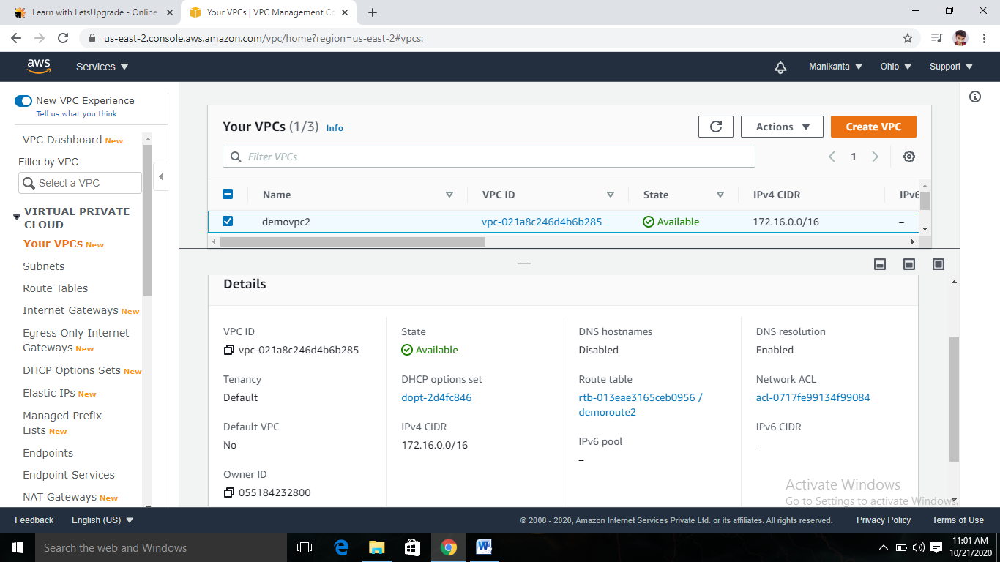 Learn with LetsUpgrade - Online
Your VPCs | VPC Management Co
us-east-2.console.aws.amazon.com/vpc/home?region=us-east-2#vpcs:
aws
Services
Manikanta
Ohio
Support
New VPC Experience
Tell us what you think
VPC Dashboard New
Filter by VPC:
Select a VPC
VIRTUAL PRIVATE
CLOUD
Your VPCs New
Subnets
Route Tables
Internet Gateways New
Egress Only Internet
Gateways New
DHCP Options Sets New
Elastic IPs New
Managed Prefix
Lists New
Endpoints
Endpoint Services
NAT Gateways New
Your VPCs (1/3) Info
Actions
Create VPC
Filter VPCs
1
Name VPC ID State IPv4 CIDR IPv6
demovpc2 vpc-021a8c246d4b6b285 Available 172.16.0.0/16 –
Details
VPC ID
vpc-021a8c246d4b6b285
Tenancy
Default
Default VPC
No
Owner ID
055184232800
State
Available
DHCP options set
dopt-2d4fc846
IPv4 CIDR
172.16.0.0/16
DNS hostnames
Disabled
Route table
rtb-013eae3165ceb0956 /
demoroute2
IPv6 pool
–
DNS resolution
Enabled
Network ACL
acl-0717fe99134f99084
IPv6 CIDR
–
Activate Windows
Go to Settings to activate Windows.
Feedback
English (US)
© 2008 - 2020, Amazon Internet Services Private Ltd. or its affiliates. All rights reserved.
Privacy Policy
Terms of Use
Search the web and Windows
11:01 AM
10/21/2020